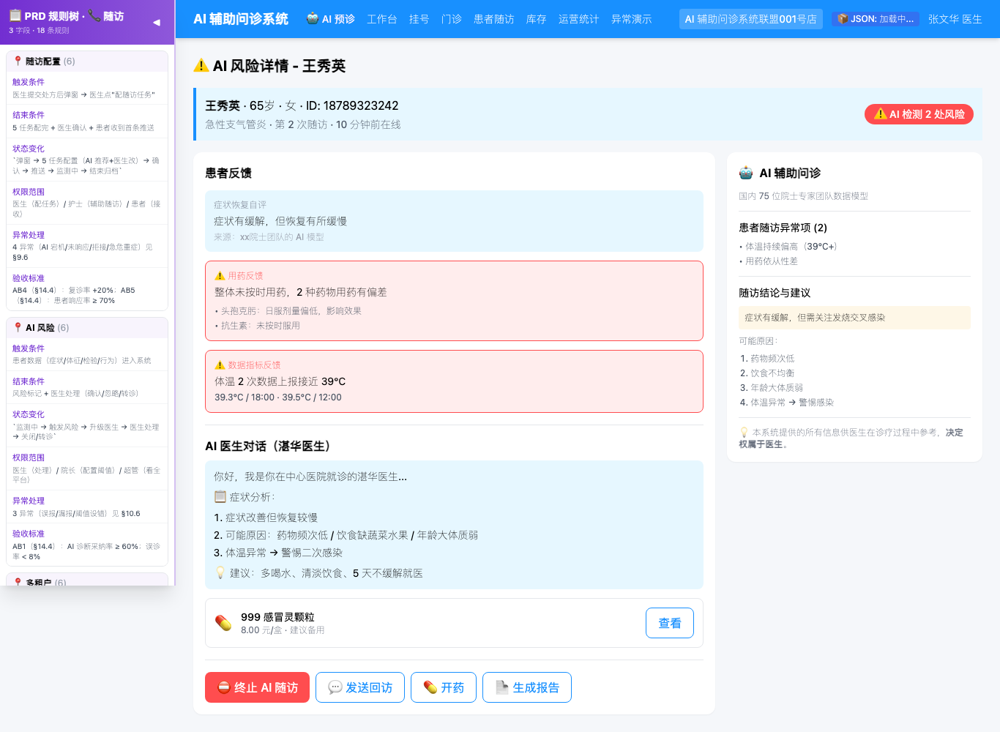 📋 PRD 规则树 · 📞 随访
3 字段 · 18 条规则
◀
📍 随访配置 (6)
触发条件
医生提交处方后弹窗 → 医生点"配随访任务"
结束条件
5 任务配完 + 医生确认 + 患者收到首条推送
状态变化
`弹窗 → 5 任务配置（AI 推荐+医生改）→ 确
认 → 推送 → 监测中 → 结束归档`
权限范围
医生（配任务）/ 护士（辅助随访）/ 患者（接
收）
异常处理
4 异常（AI 宕机/未响应/拒接/急危重症）见
§9.6
验收标准
AB4（§14.4）：复诊率 +20%；AB5
（§14.4）：患者响应率 ≥ 70%
📍 AI 风险 (6)
触发条件
患者数据（症状/体征/检验/行为）进入系统
结束条件
风险标记 + 医生处理（确认/忽略/转诊）
状态变化
`监测中 → 触发风险 → 升级医生 → 医生处理
→ 关闭/转诊`
权限范围
医生（处理）/ 院长（配置阈值）/ 超管（看全
平台）
异常处理
3 异常（误报/漏报/阈值设错）见 §10.6
验收标准
AB1（§14.4）：AI 诊断采纳率 ≥ 60%；误诊
率 < 8%
📍 多租户 (6)
AI 辅助问诊系统
🤖 AI 预诊 工作台 挂号 门诊 患者随访 库存 运营统计 异常演示
AI 辅助问诊系统联盟001号店
📦 JSON: 加载中...
张文华 医生
⚠️ AI 风险详情 - 王秀英
王秀英 · 65岁 · 女 · ID: 18789323242
急性支气管炎 · 第 2 次随访 · 10 分钟前在线
⚠️ AI 检测 2 处风险
患者反馈
症状恢复自评
症状有缓解，但恢复有所缓慢
来源：xx院士团队的 AI 模型
⚠️ 用药反馈
整体未按时用药，2 种药物用药有偏差
• 头孢克肟：日服剂量偏低，影响效果
• 抗生素：未按时服用
⚠️ 数据指标反馈
体温 2 次数据上报接近 39°C
39.3°C / 18:00 · 39.5°C / 12:00
AI 医生对话（湛华医生）
你好，我是你在中心医院就诊的湛华医生...
📋 症状分析：
1. 症状改善但恢复较慢
2. 可能原因：药物频次低 / 饮食缺蔬菜水果 / 年龄大体质弱
3. 体温异常 → 警惕二次感染
💡 建议：多喝水、清淡饮食、5 天不缓解就医
💊 999 感冒灵颗粒
8.00 元/盒 · 建议备用
查看
⛔ 终止 AI 随访
💬 发送回访
💊 开药
📄 生成报告
🤖 AI 辅助问诊
国内 75 位院士专家团队数据模型
患者随访异常项 (2)
• 体温持续偏高（39°C+）
• 用药依从性差
随访结论与建议
症状有缓解，但需关注发烧交叉感染
可能原因：
1. 药物频次低
2. 饮食不均衡
3. 年龄大体质弱
4. 体温异常 → 警惕感染
💡 本系统提供的所有信息供医生在诊疗过程中参考，决定
权属于医生。